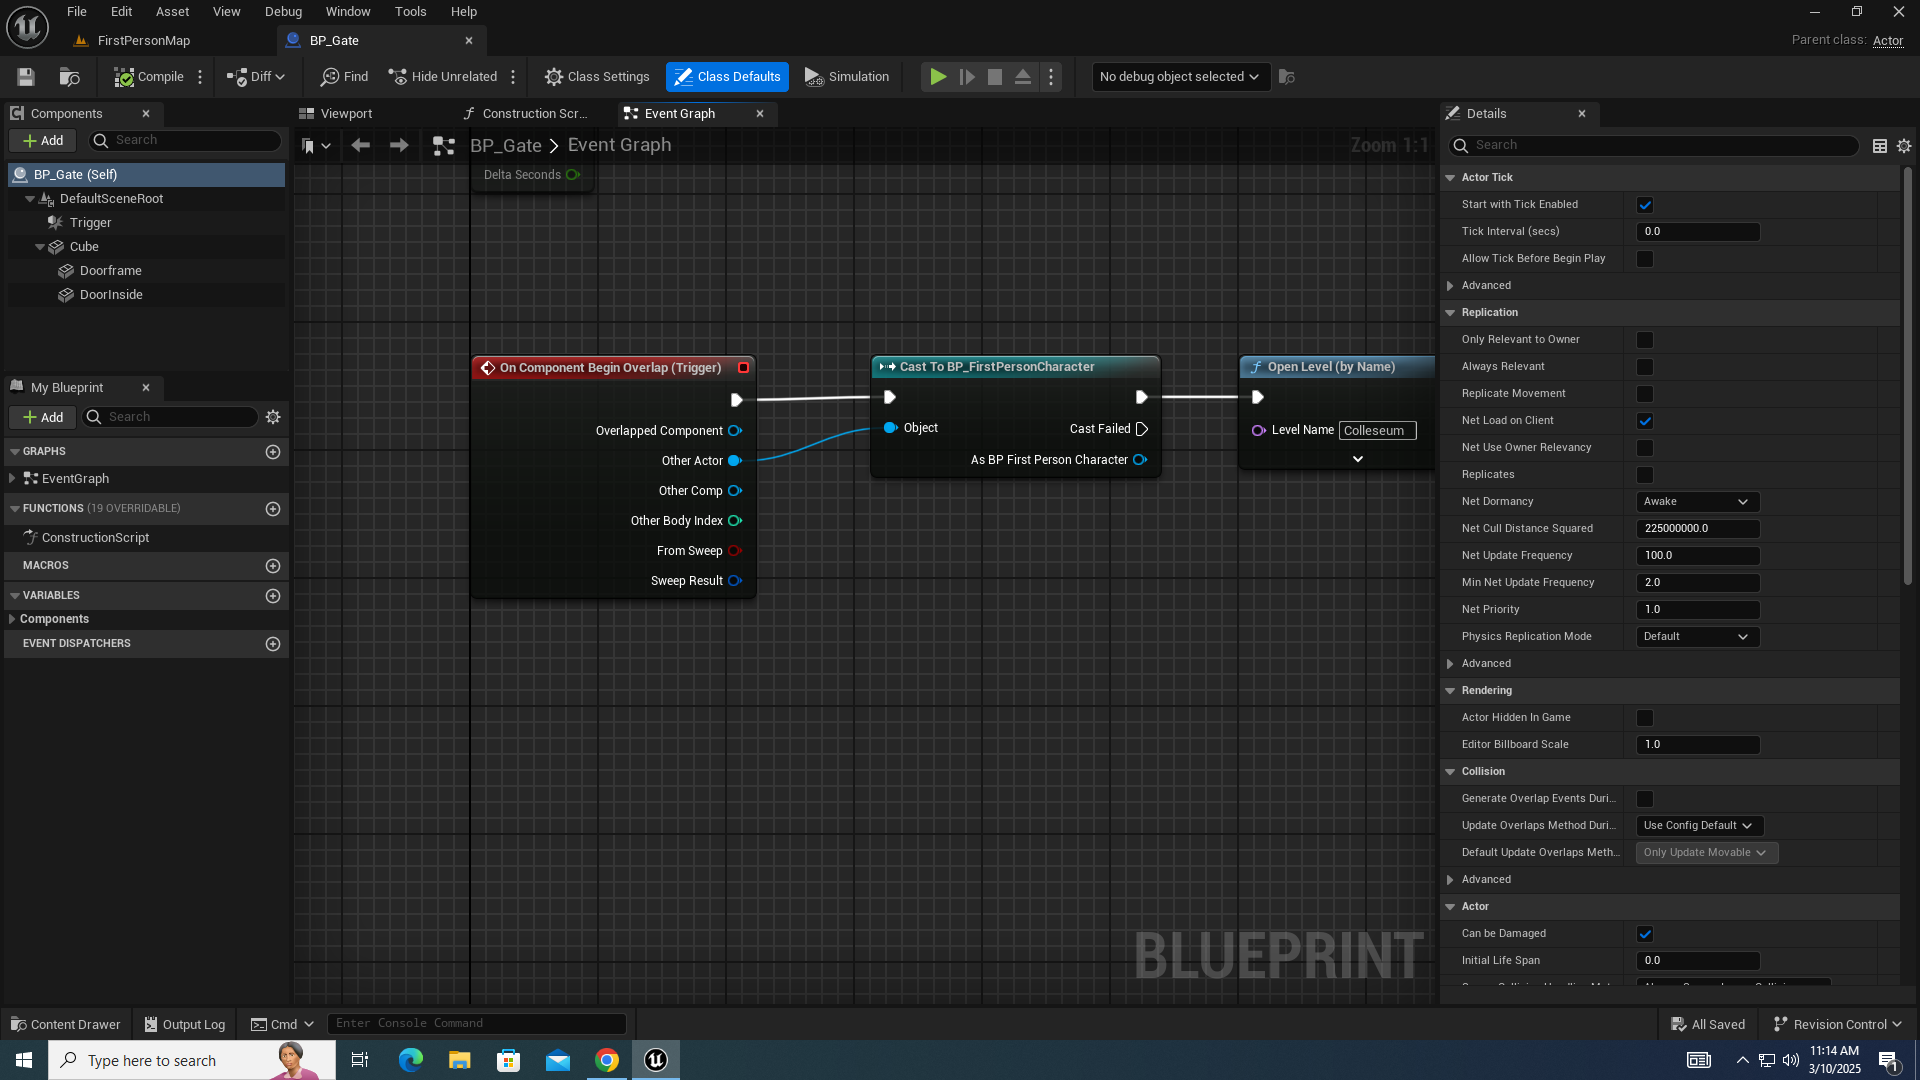 File Edit Asset View Debug Window Tools Help
FirstPersonMap
BP_Gate
Parent class: Actor
Compile
Diff
Find
Hide Unrelated
Class Settings
Class Defaults
Simulation
No debug object selected
Components
Add
Search
BP_Gate (Self)
DefaultSceneRoot
Trigger
Cube
Doorframe
DoorInside
My Blueprint
Add
Search
GRAPHS
EventGraph
FUNCTIONS (19 OVERRIDABLE)
ConstructionScript
MACROS
VARIABLES
Components
EVENT DISPATCHERS
Viewport
Construction Scr...
Event Graph
BP_Gate > Event Graph
Zoom 1:1
Delta Seconds
On Component Begin Overlap (Trigger)
Overlapped Component
Other Actor
Other Comp
Other Body Index
From Sweep
Sweep Result
Cast To BP_FirstPersonCharacter
Object
Cast Failed
As BP First Person Character
Open Level (by Name)
Level Name Colleseum
BLUEPRINT
Details
Search
Actor Tick
Start with Tick Enabled
Tick Interval (secs) 0.0
Allow Tick Before Begin Play
Advanced
Replication
Only Relevant to Owner
Always Relevant
Replicate Movement
Net Load on Client
Net Use Owner Relevancy
Replicates
Net Dormancy Awake
Net Cull Distance Squared 225000000.0
Net Update Frequency 100.0
Min Net Update Frequency 2.0
Net Priority 1.0
Physics Replication Mode Default
Advanced
Rendering
Actor Hidden In Game
Editor Billboard Scale 1.0
Collision
Generate Overlap Events Duri...
Update Overlaps Method Duri... Use Config Default
Default Update Overlaps Meth... Only Update Movable
Advanced
Actor
Can be Damaged
Initial Life Span 0.0
Content Drawer
Output Log
Cmd
Enter Console Command
All Saved
Revision Control
Type here to search
11:14 AM
3/10/2025
1